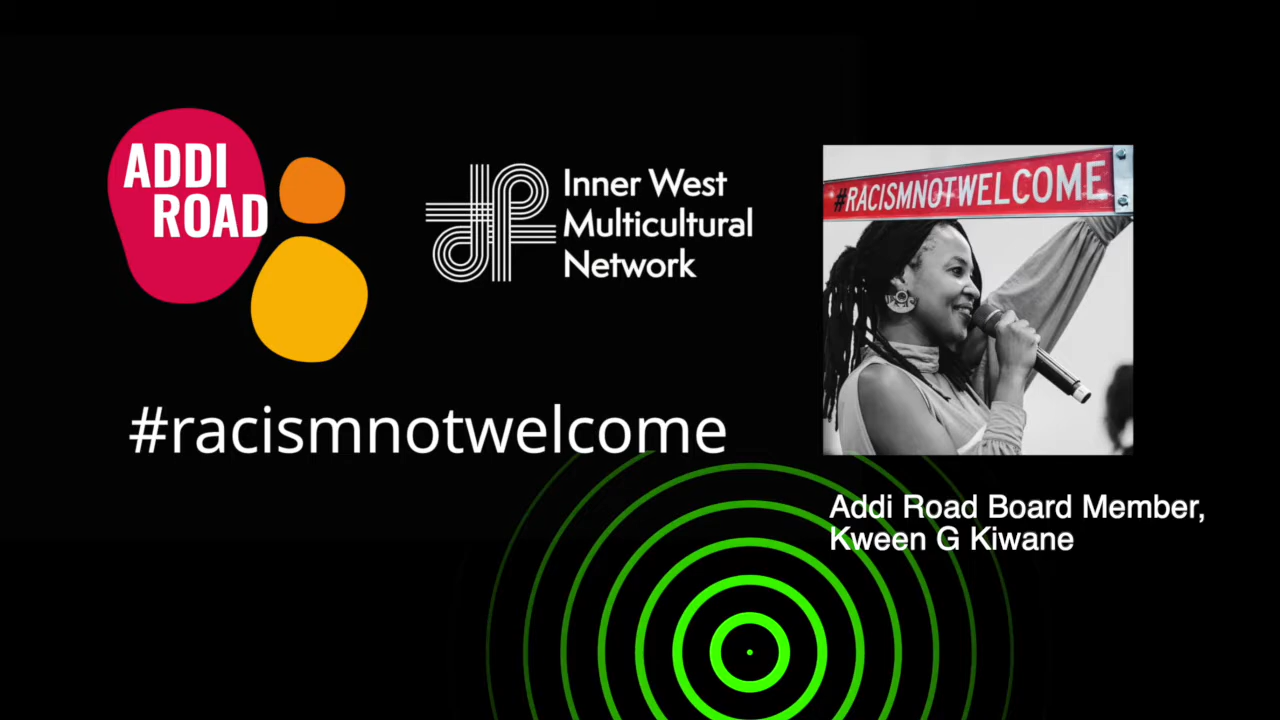 ADDI
ROAD
Inner West
Multicultural
Network
#RACISMNOTWELCOME
#racismnotwelcome
Addi Road Board Member,
Kween G Kiwane